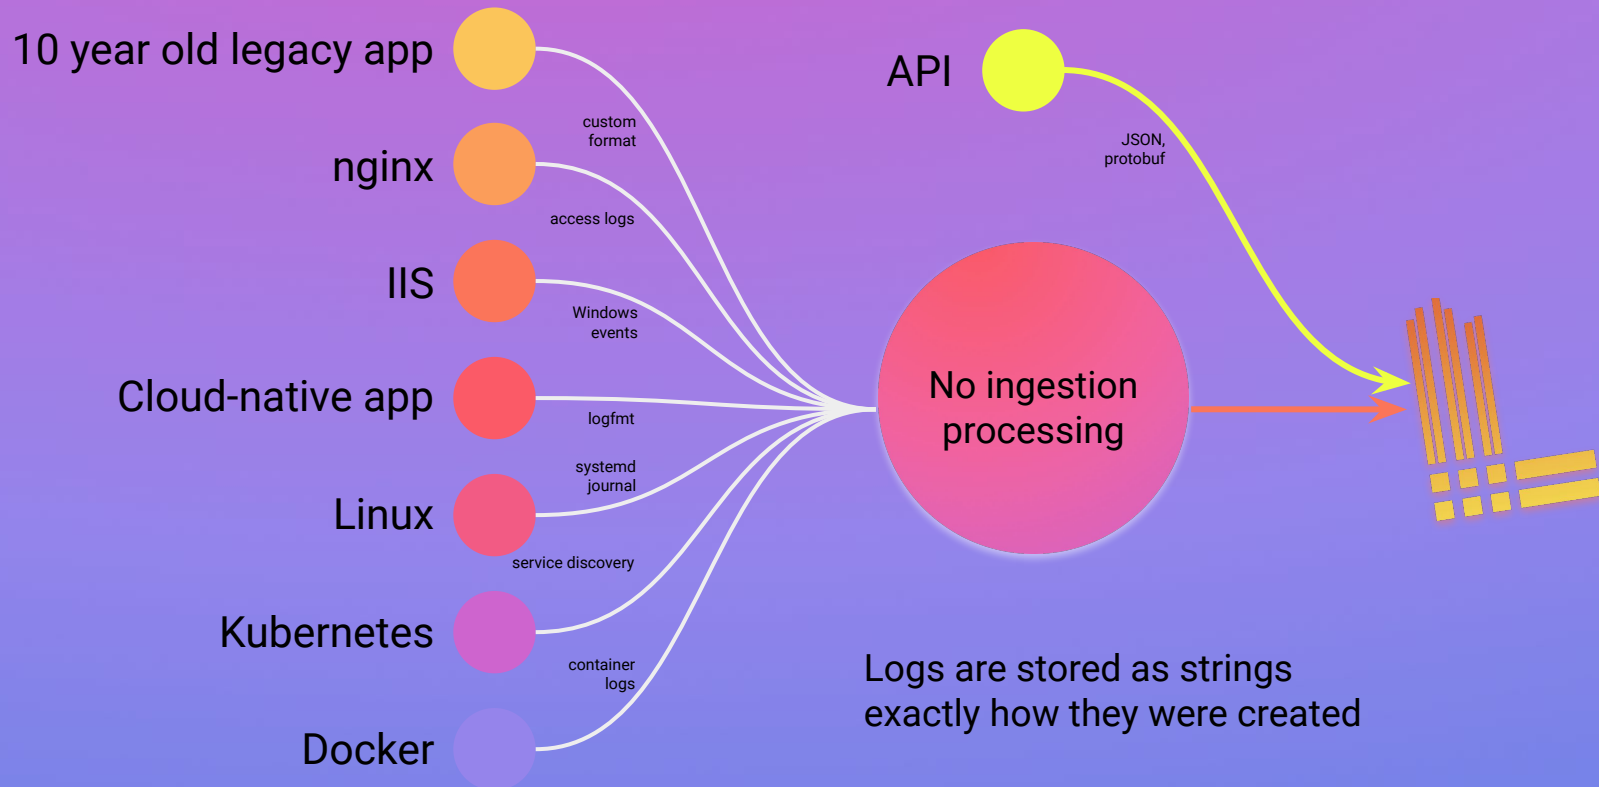 10 year old legacy app
custom
format
nginx
access logs
IIS
Windows
events
Cloud-native app
logfmt
Linux
systemd
journal
service discovery
Kubernetes
container
logs
Docker
API
JSON,
protobuf
No ingestion
processing
Logs are stored as strings
exactly how they were created